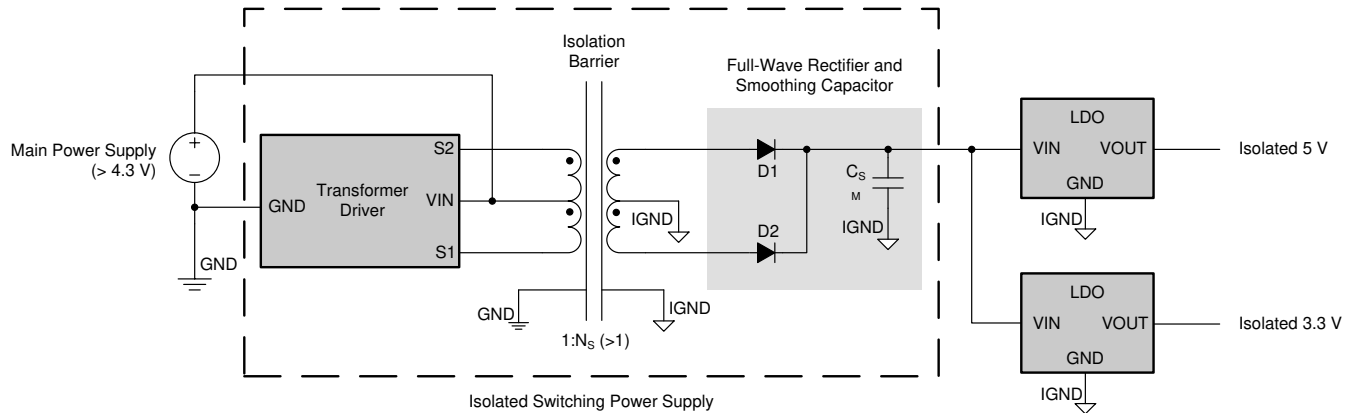 Isolation
Barrier
Full-Wave Rectifier and
Smoothing Capacitor
Main Power Supply
(> 4.3 V)
+
–
GND
GND
Transformer
Driver
S2
VIN
S1
IGND
GND
IGND
1:NS (>1)
D1
D2
CS
M
IGND
LDO
VIN
VOUT
GND
IGND
Isolated 5 V
LDO
VIN
VOUT
GND
IGND
Isolated 3.3 V
Isolated Switching Power Supply